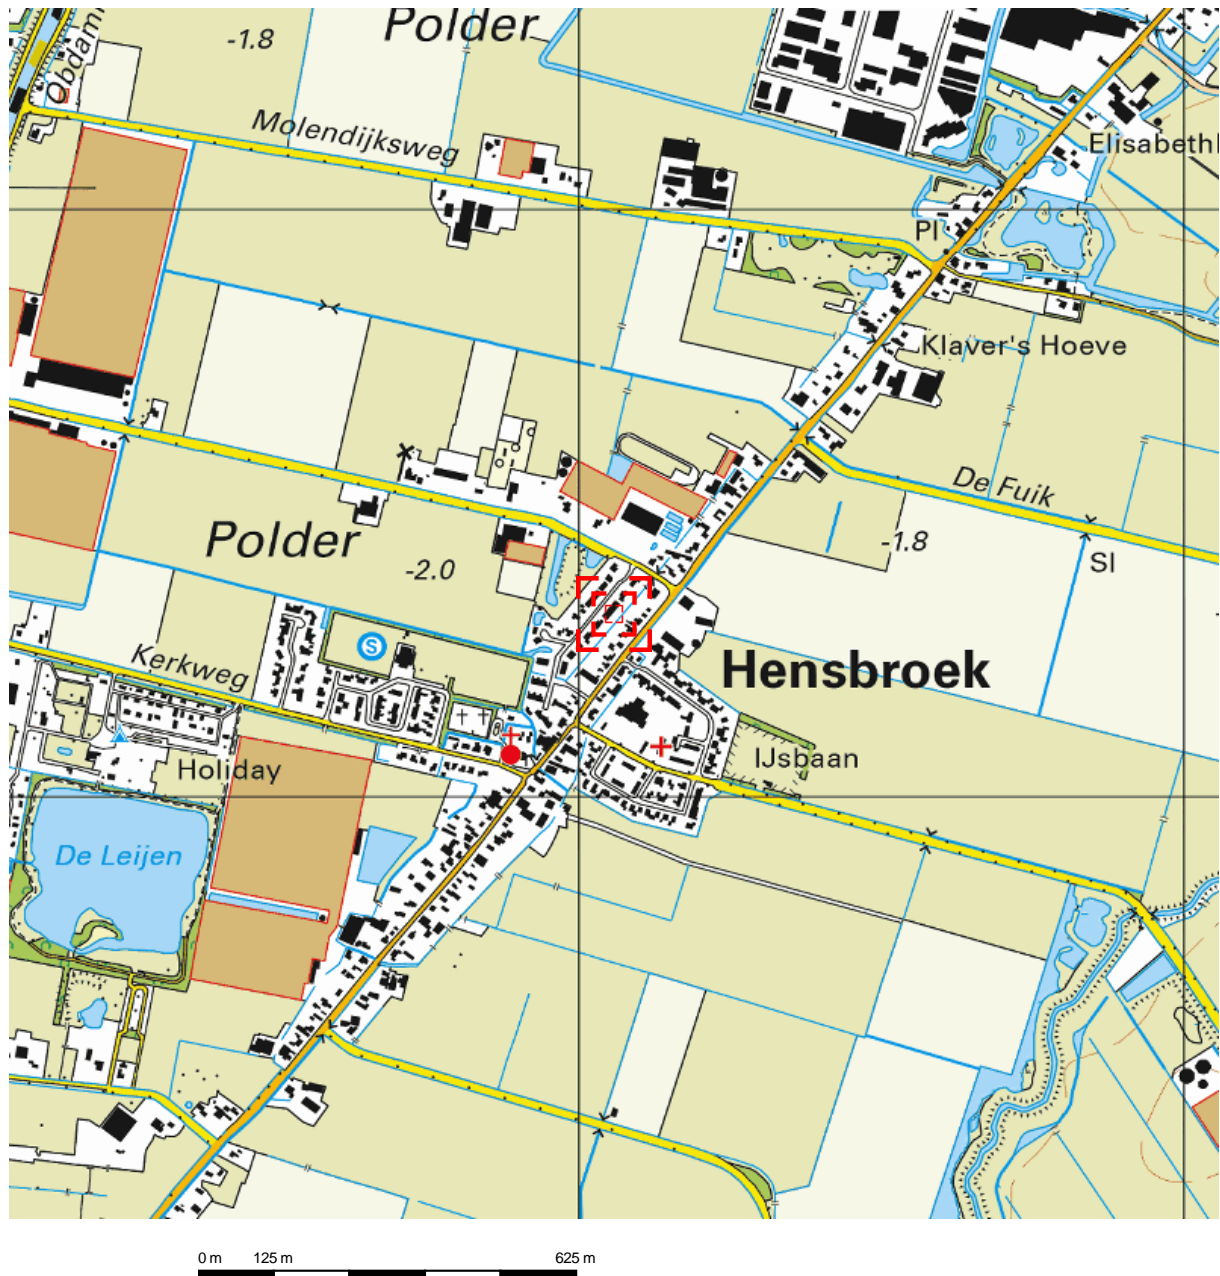 Polder
-1.8
Obdam
Molendijksweg
Elisabethh
Pl
Klaver's Hoeve
De Fuik
-1.8
Polder
-2.0
Sl
S
Kerkweg
Hensbroek
IJsbaan
Holiday
De Leijen
0 m 125 m 625 m